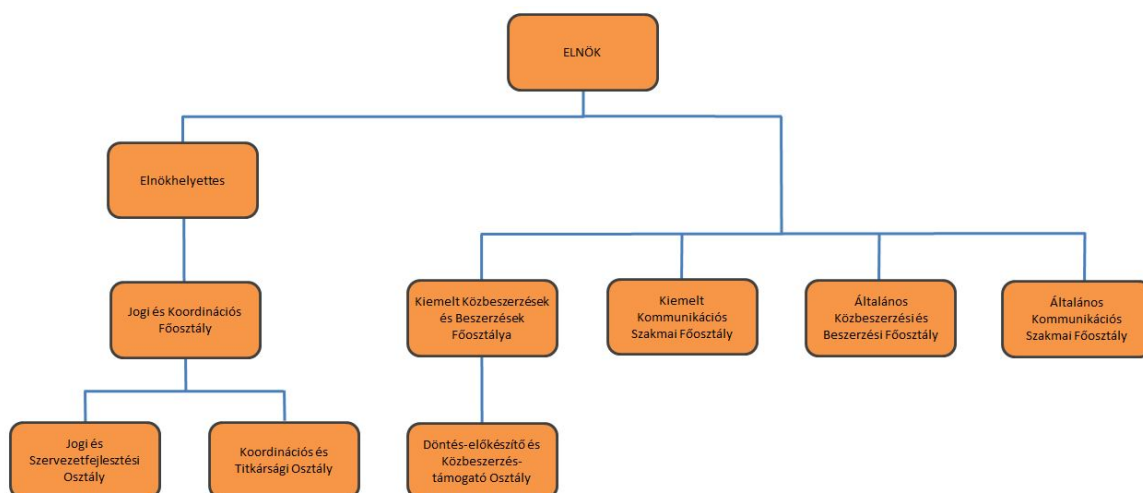 ELNÖK
Elnökhelyettes
Jogi és Koordinációs
Főosztály
Kiemelt Közbeszerzések
és Beszerzések
Főosztálya
Kiemelt
Kommunikációs
Szakmai Főosztály
Általános
Közbeszerzési és
Beszerzési Főosztály
Általános
Kommunikációs
Szakmai Főosztály
Jogi és
Szervezetfejlesztési
Osztály
Koordinációs és
Titkársági Osztály
Döntés-előkészítő és
Közbeszerzés-
támogató Osztály